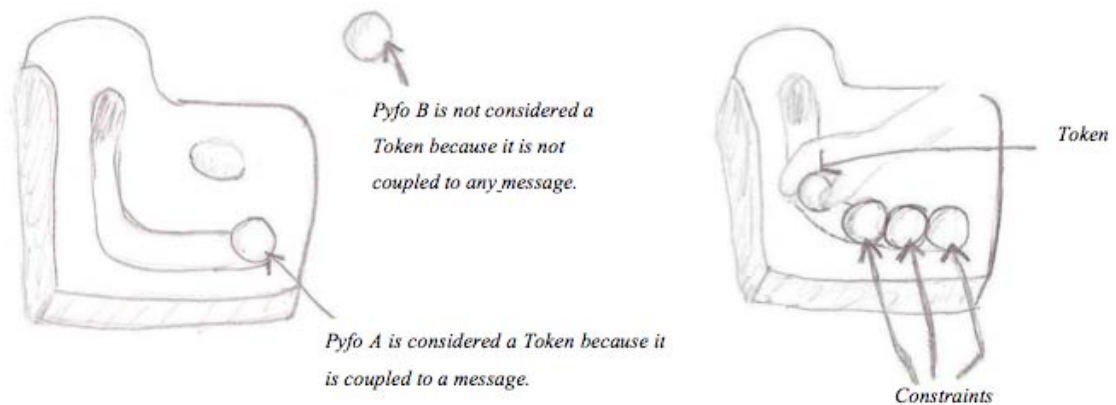 Pyfo B is not considered a
Token because it is not
coupled to any message.
Token
Pyfo A is considered a Token because it
is coupled to a message.
Constraints